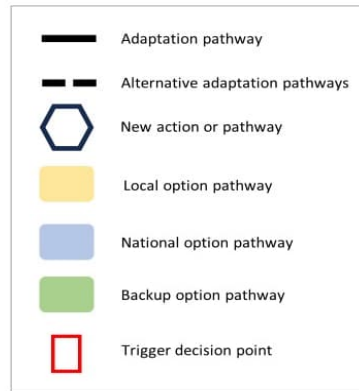 Adaptation pathway
Alternative adaptation pathways
New action or pathway
Local option pathway
National option pathway
Backup option pathway
Trigger decision point